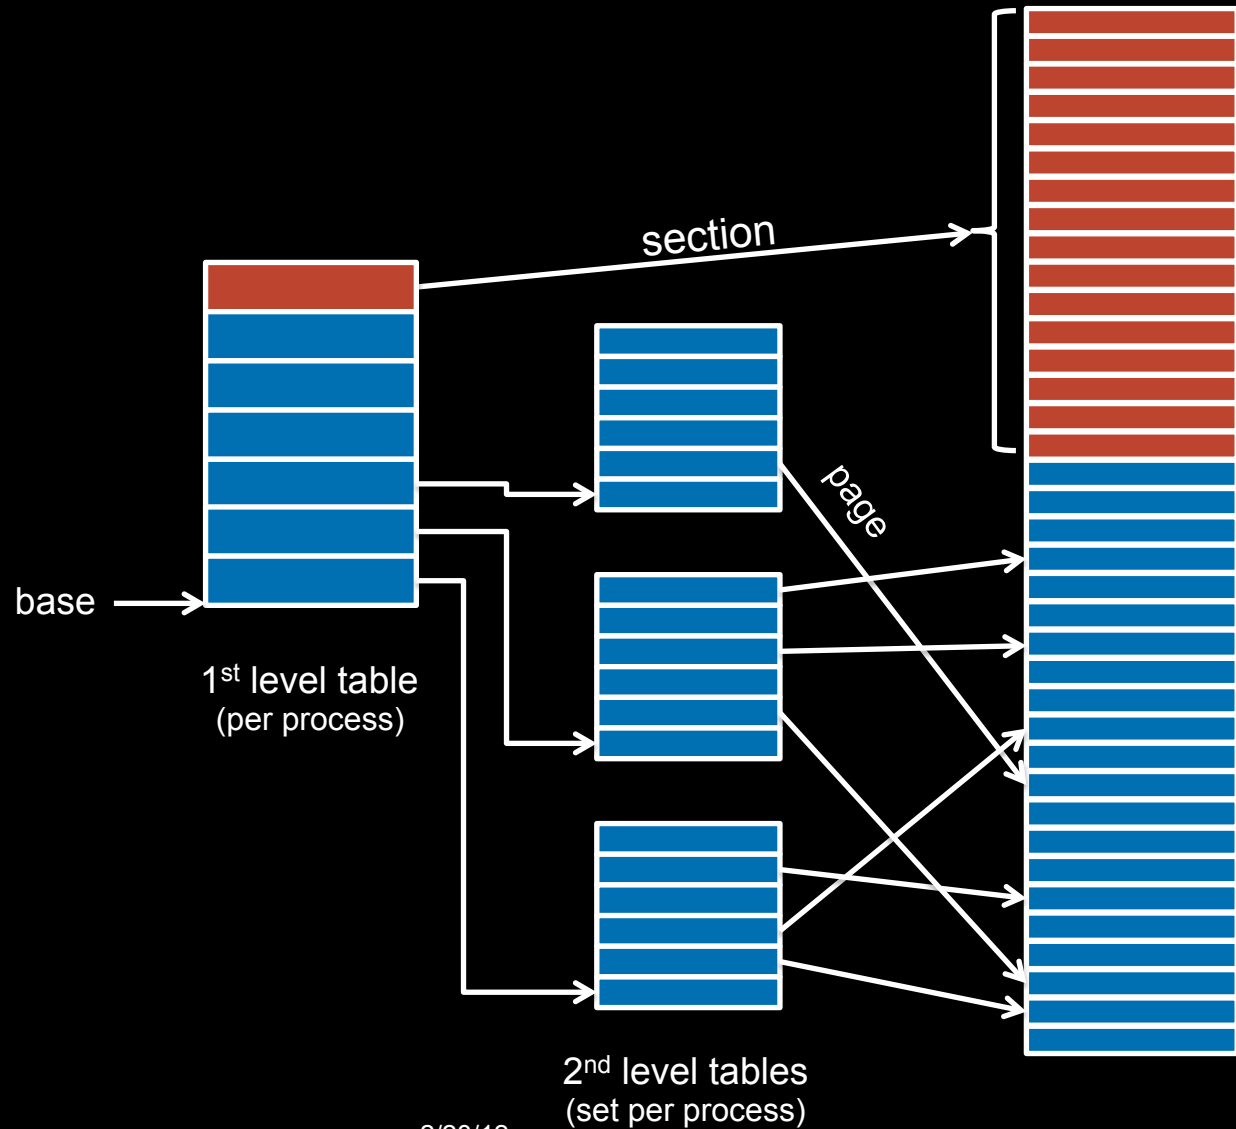 section
page
base
1st level table
(per process)
2nd level tables
(set per process)